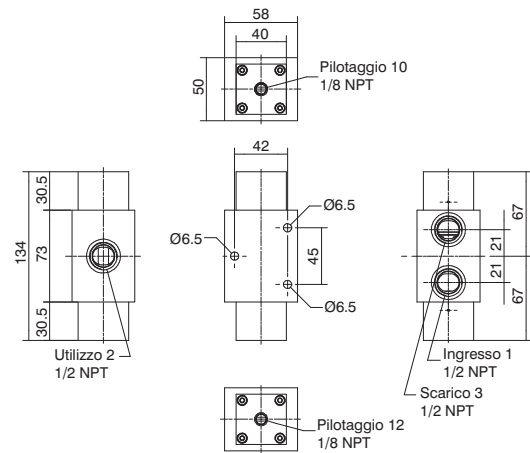 58
40
50
Pilotaggio 10
1/8 NPT
42
30.5
134
73
30.5
Ø6.5
Ø6.5
45
Ø6.5
67
21
21
67
Utilizzo 2
1/2 NPT
Ingresso 1
1/2 NPT
Scarico 3
1/2 NPT
Pilotaggio 12
1/8 NPT